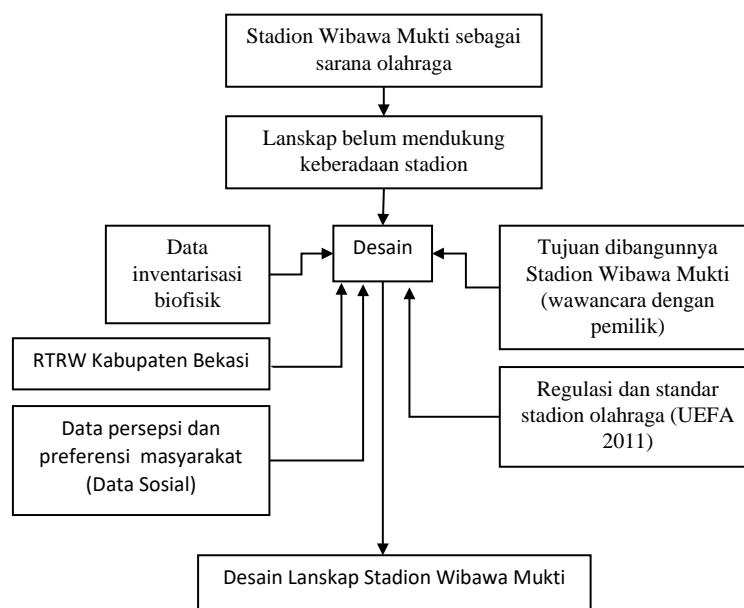 Stadion Wibawa Mukti sebagai
sarana olahraga
Lanskap belum mendukung
keberadaan stadion
Data
inventarisasi
biofisik
Desain
Tujuan dibangunnya
Stadion Wibawa Mukti
(wawancara dengan
pemilik)
RTRW Kabupaten Bekasi
Regulasi dan standar
stadion olahraga (UEFA
2011)
Data persepsi dan
preferensi masyarakat
(Data Sosial)
Desain Lanskap Stadion Wibawa Mukti